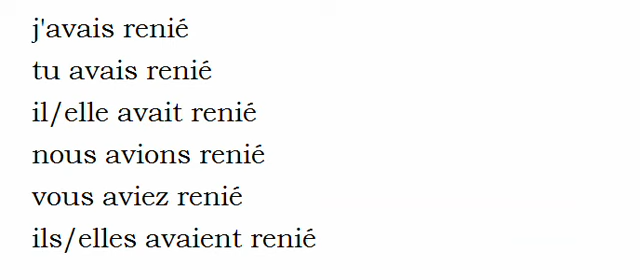 j'avais renié
tu avais renié
il/elle avait renié
nous avions renié
vous aviez renié
ils/elles avaient renié